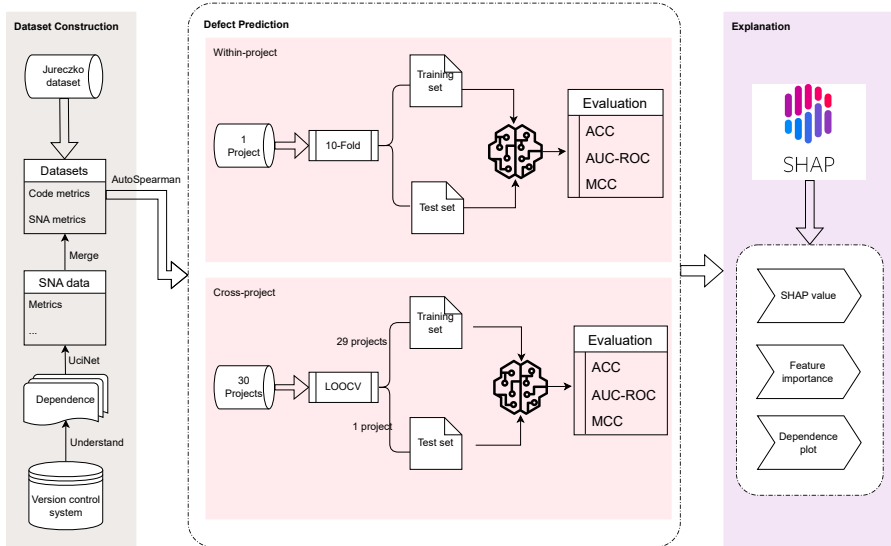 Dataset Construction
Jureczko
dataset
Datasets
Code metrics
SNA metrics
AutoSpearman
Merge
SNA data
Metrics
...
UciNet
Dependence
Understand
Version control
system
Defect Prediction
Within-project
1
Project
10-Fold
Training
set
Test set
Evaluation
ACC
AUC-ROC
MCC
Cross-project
30
Projects
LOOCV
29 projects
1 project
Training
set
Test set
Evaluation
ACC
AUC-ROC
MCC
Explanation
SHAP
SHAP value
Feature
importance
Dependence
plot